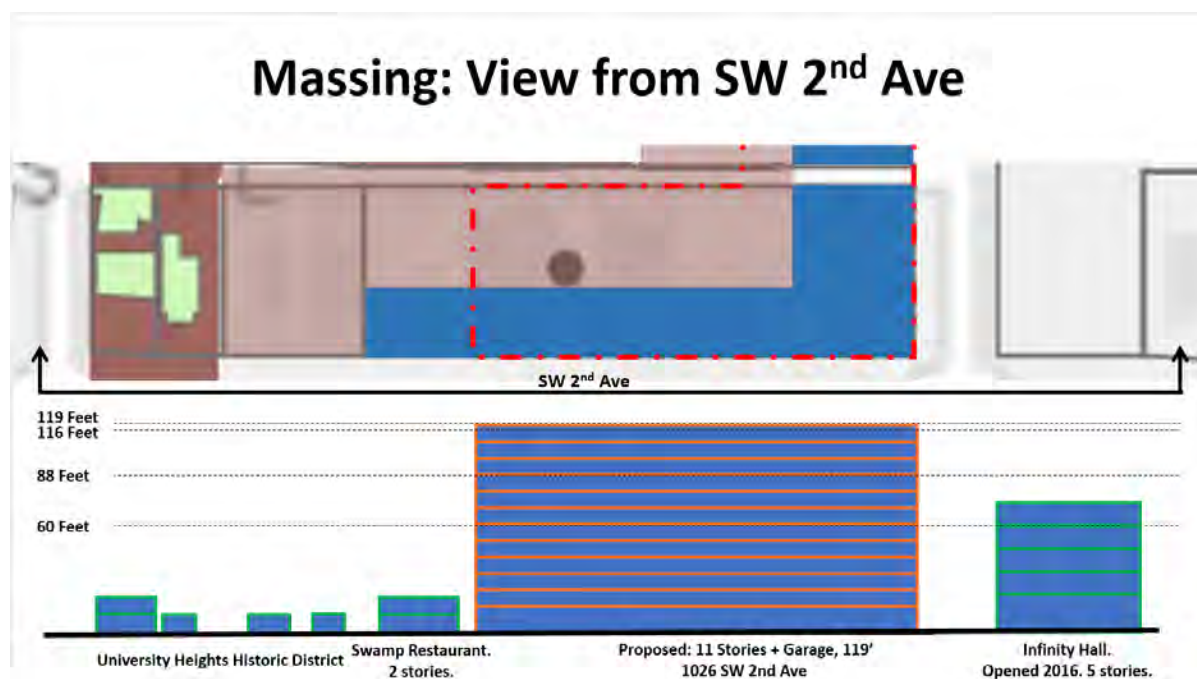 Massing: View from SW 2nd Ave
SW 2nd Ave
119 Feet
116 Feet
88 Feet
60 Feet
University Heights Historic District
Swamp Restaurant.
2 stories.
Proposed: 11 Stories + Garage, 119’
1026 SW 2nd Ave
Infinity Hall.
Opened 2016. 5 stories.